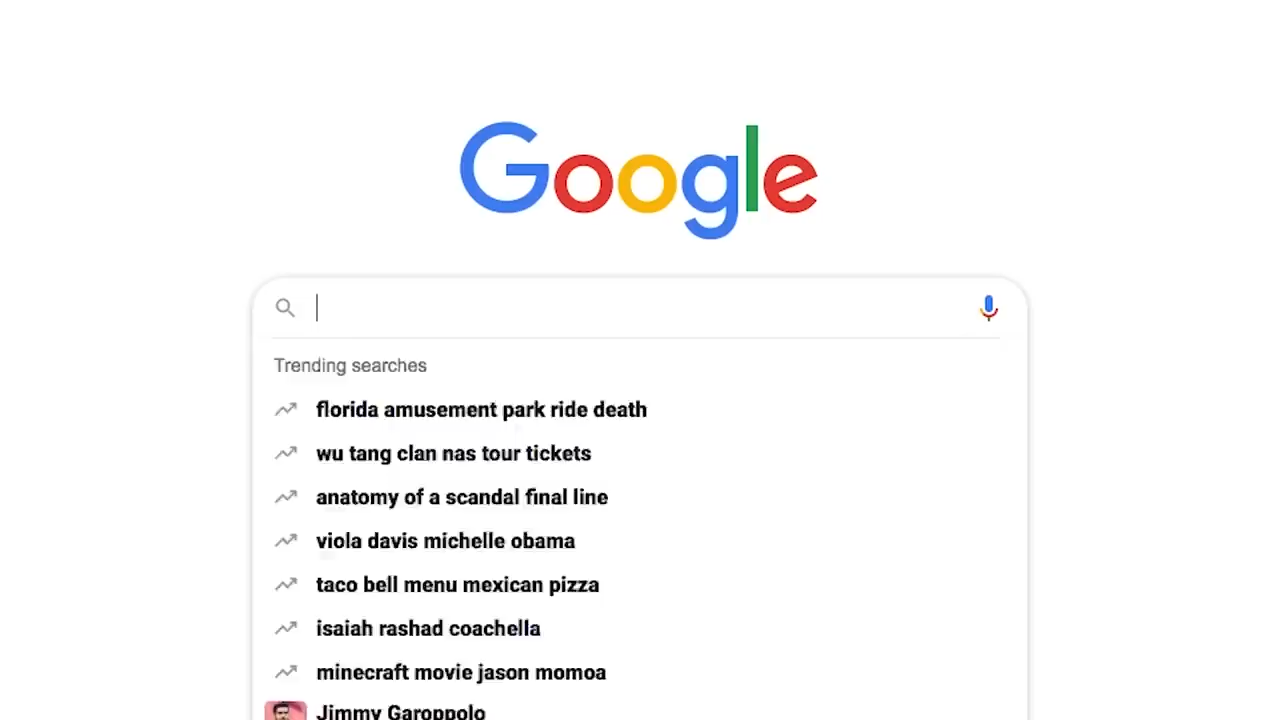 Google
Trending searches
florida amusement park ride death
wu tang clan nas tour tickets
anatomy of a scandal final line
viola davis michelle obama
taco bell menu mexican pizza
isaiah rashad coachella
minecraft movie jason momoa
Jimmy Garoppolo